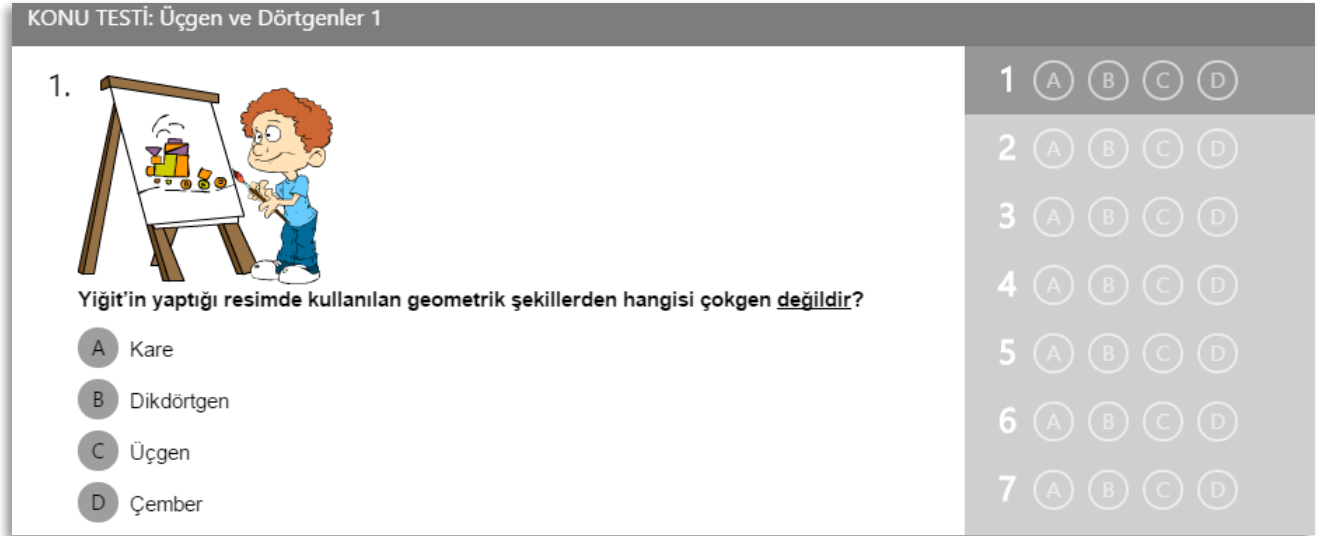 KONU TESTİ: Üçgen ve Dörtgenler 1
1.
Yiğit'in yaptığı resimde kullanılan geometrik şekillerden hangisi çokgen değildir?
A Kare
B Dikdörtgen
C Üçgen
D Çember
1 A B C D
2 A B C D
3 A B C D
4 A B C D
5 A B C D
6 A B C D
7 A B C D